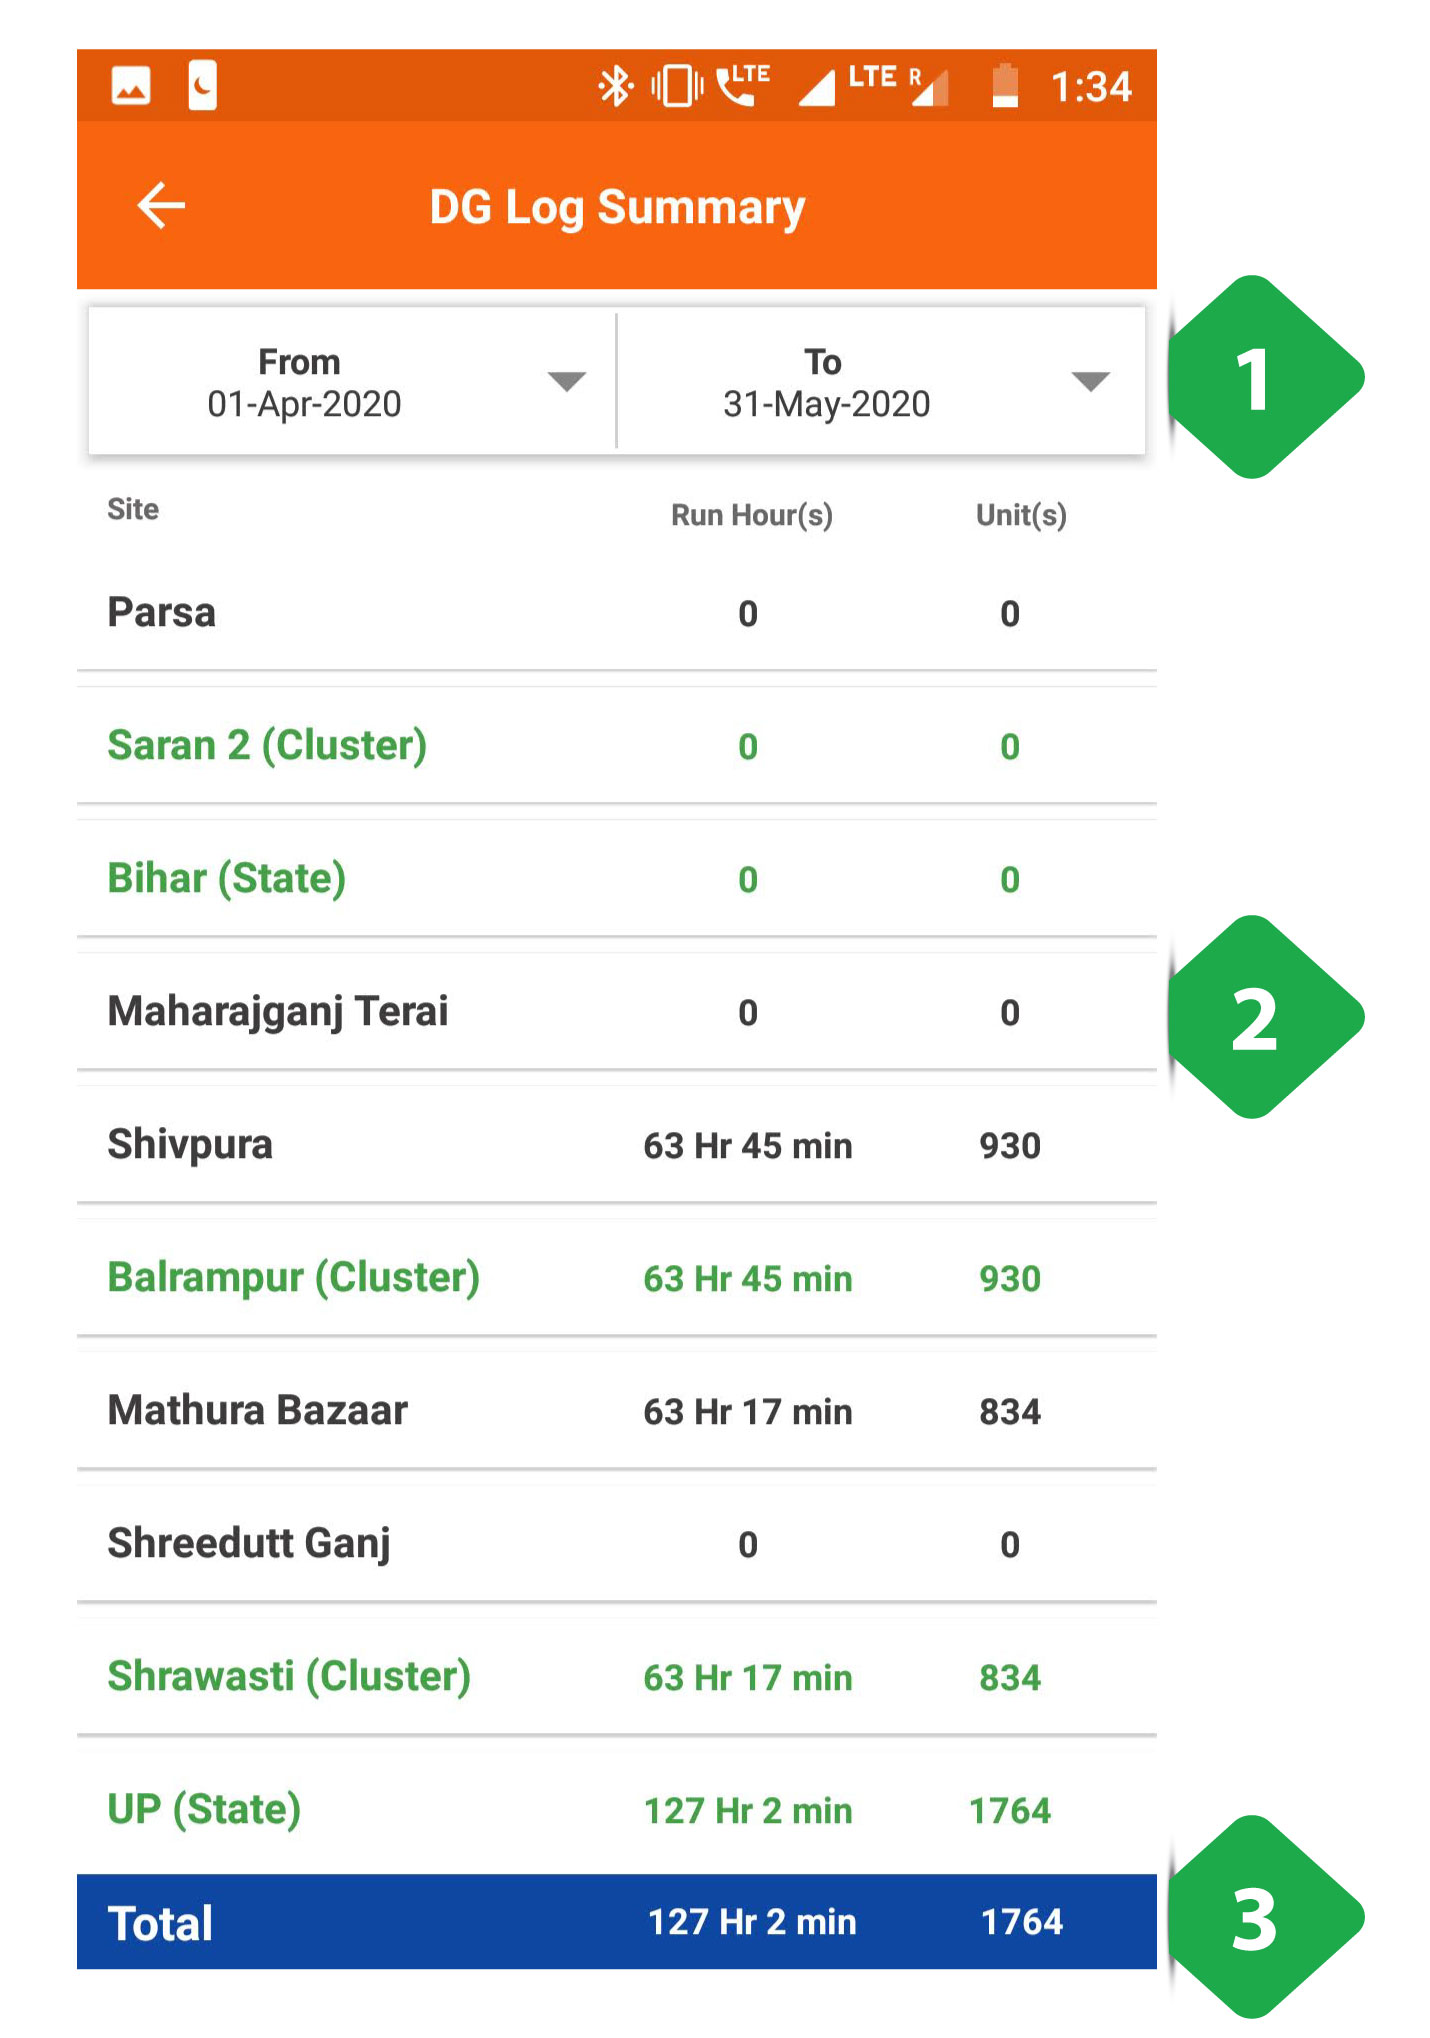 LTE LTE R 1:34
DG Log Summary
From To
01-Apr-2020 31-May-2020
1
Site Run Hour(s) Unit(s)
Parsa 0 0
Saran 2 (Cluster) 0 0
Bihar (State) 0 0
Maharajganj Terai 0 0
2
Shivpura 63 Hr 45 min 930
Balrampur (Cluster) 63 Hr 45 min 930
Mathura Bazaar 63 Hr 17 min 834
Shreedutt Ganj 0 0
Shrawasti (Cluster) 63 Hr 17 min 834
UP (State) 127 Hr 2 min 1764
Total 127 Hr 2 min 1764
3